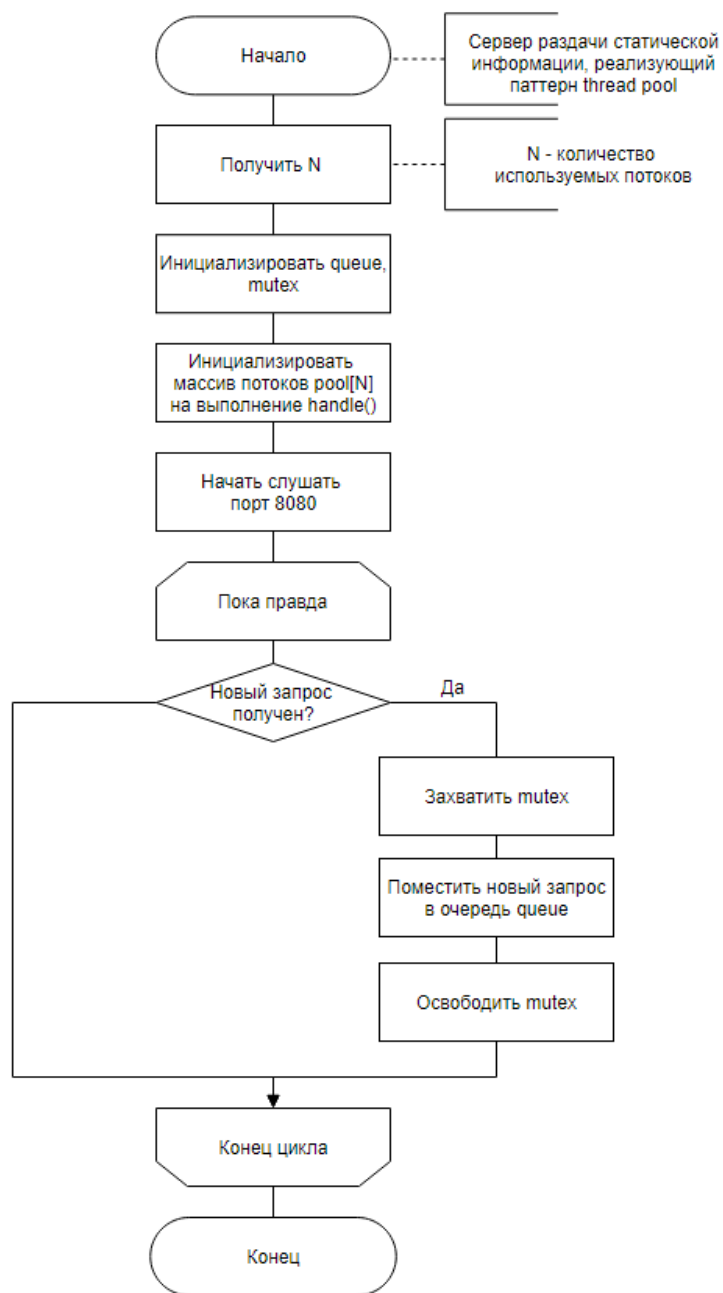 Начало
Сервер раздачи статической
информации, реализующий
паттерн thread pool
Получить N
N - количество
используемых потоков
Инициализировать queue,
mutex
Инициализировать
массив потоков pool[N]
на выполнение handle()
Начать слушать
порт 8080
Пока правда
Новый запрос
получен?
Да
Захватить mutex
Поместить новый запрос
в очередь queue
Освободить mutex
Конец цикла
Конец